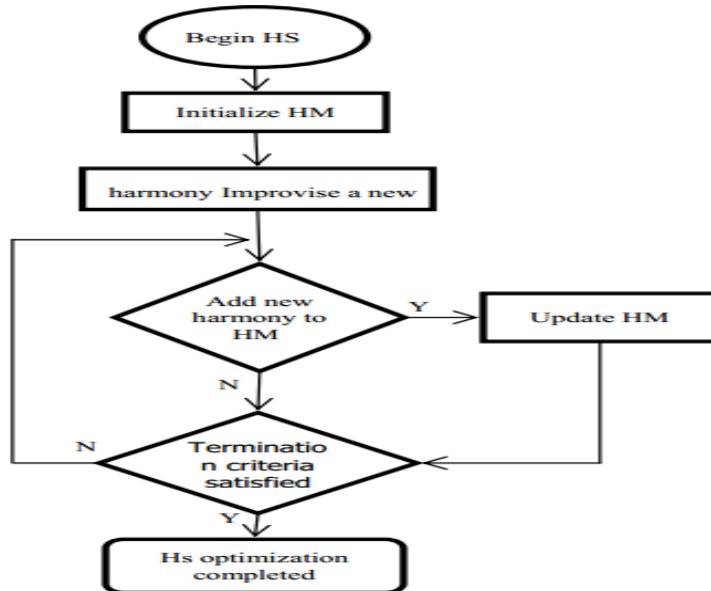 Begin HS
Initialize HM
harmony Improvise a new
Add new
harmony to
HM
Y
Update HM
N
N
Terminatio
n criteria
satisfied
Y
Hs optimization
completed